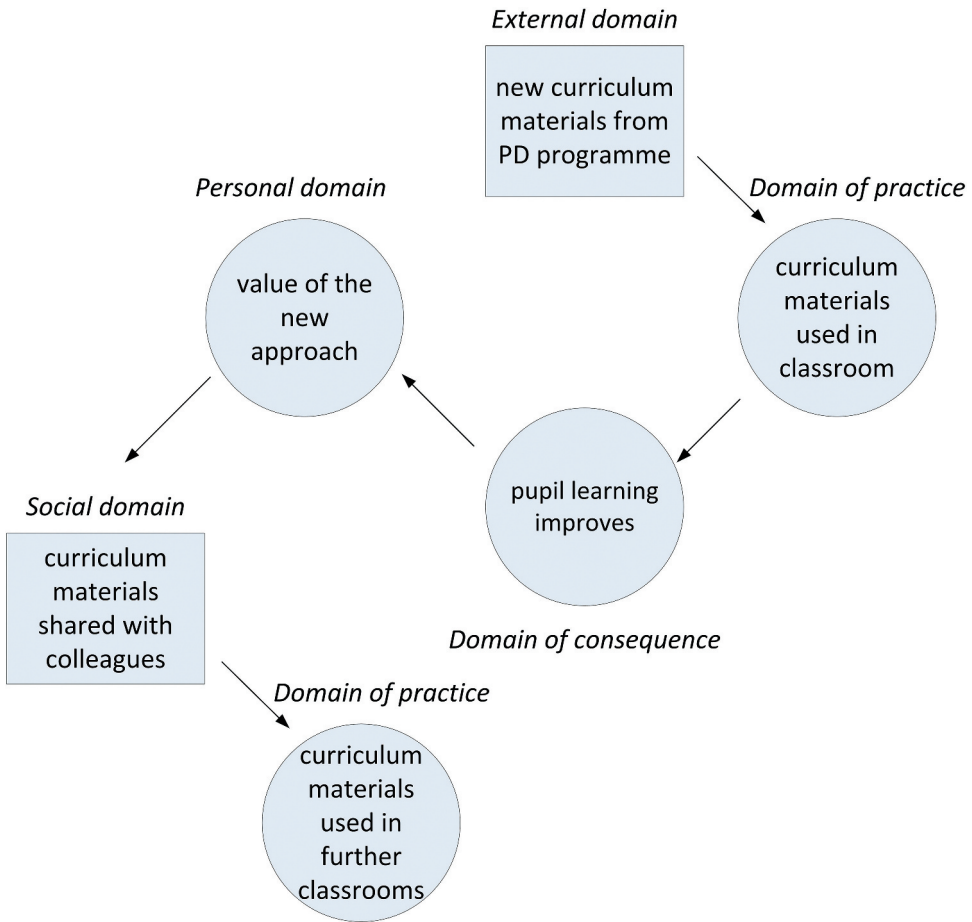 External domain
new curriculum
materials from
PD programme
Domain of practice
curriculum
materials
used in
classroom
pupil learning
improves
Domain of consequence
Personal domain
value of the
new
approach
Social domain
curriculum
materials
shared with
colleagues
Domain of practice
curriculum
materials
used in
further
classrooms